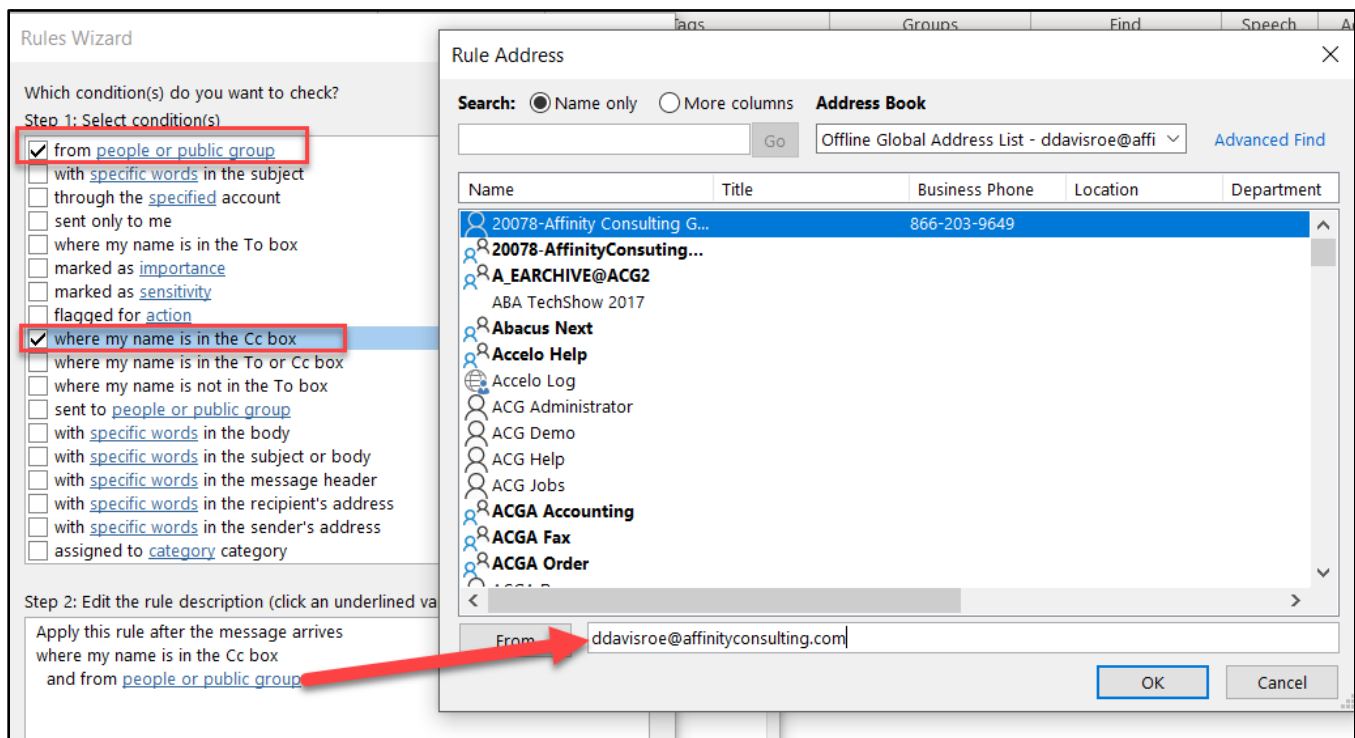 Tags Groups Find Speech
Rules Wizard
Which condition(s) do you want to check?
Step 1: Select condition(s)
from people or public group
with specific words in the subject
through the specified account
sent only to me
where my name is in the To box
marked as importance
marked as sensitivity
flagged for action
where my name is in the Cc box
where my name is in the To or Cc box
where my name is not in the To box
sent to people or public group
with specific words in the body
with specific words in the subject or body
with specific words in the message header
with specific words in the recipient's address
with specific words in the sender's address
assigned to category category
Step 2: Edit the rule description (click an underlined va
Apply this rule after the message arrives
where my name is in the Cc box
and from people or public group
Rule Address
Search: Name only More columns Address Book
Go Offline Global Address List - ddavisroe@affi Advanced Find
Name Title Business Phone Location Department
20078-Affinity Consulting G... 866-203-9649
20078-AffinityConsuting...
A_EARCHIVE@ACG2
ABA TechShow 2017
Abacus Next
Accelo Help
Accelo Log
ACG Administrator
ACG Demo
ACG Help
ACG Jobs
ACGA Accounting
ACGA Fax
ACGA Order
From ddavisroe@affinityconsulting.com
OK Cancel